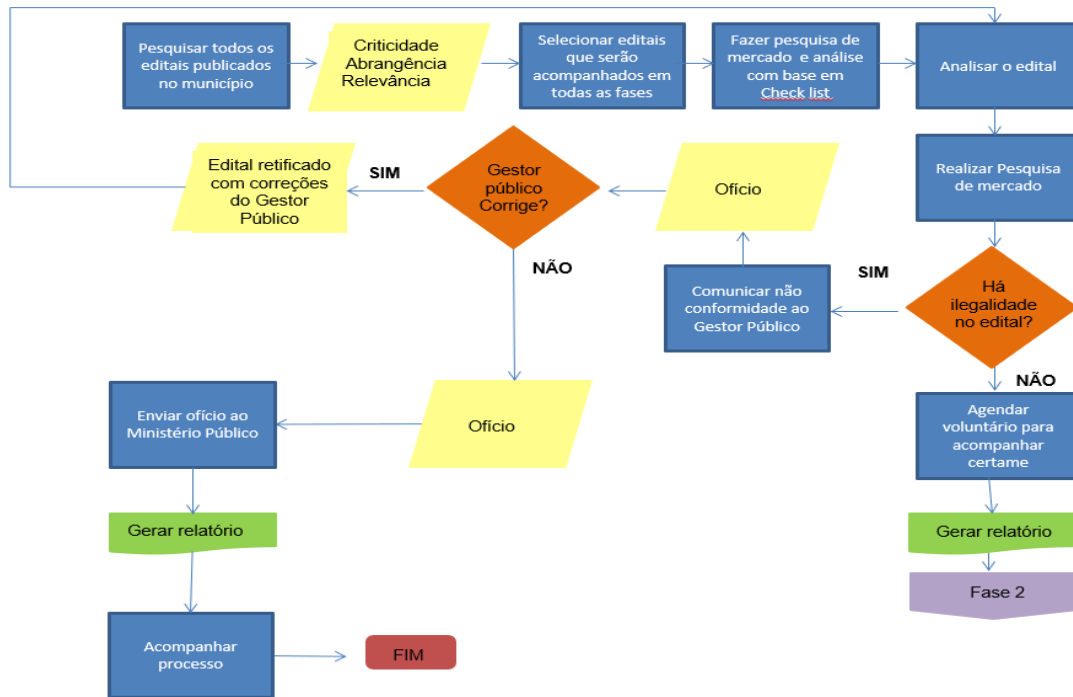 Pesquisar todos os
editais publicados
no município
Criticidade
Abrangência
Relevância
Selecionar editais
que serão
acompanhados em
todas as fases
Fazer pesquisa de
mercado e análise
com base em
Check list
Analisar o edital
Realizar Pesquisa
de mercado
Há
ilegalidade
no edital?
SIM
Comunicar não
conformidade ao
Gestor Público
Ofício
Gestor
público
Corrige?
SIM
Edital retificado
com correções
do Gestor
Público
NÃO
Ofício
Enviar ofício ao
Ministério Público
Gerar relatório
Acompanhar
processo
FIM
NÃO
Agendar
voluntário para
acompanhar
certame
Gerar relatório
Fase 2